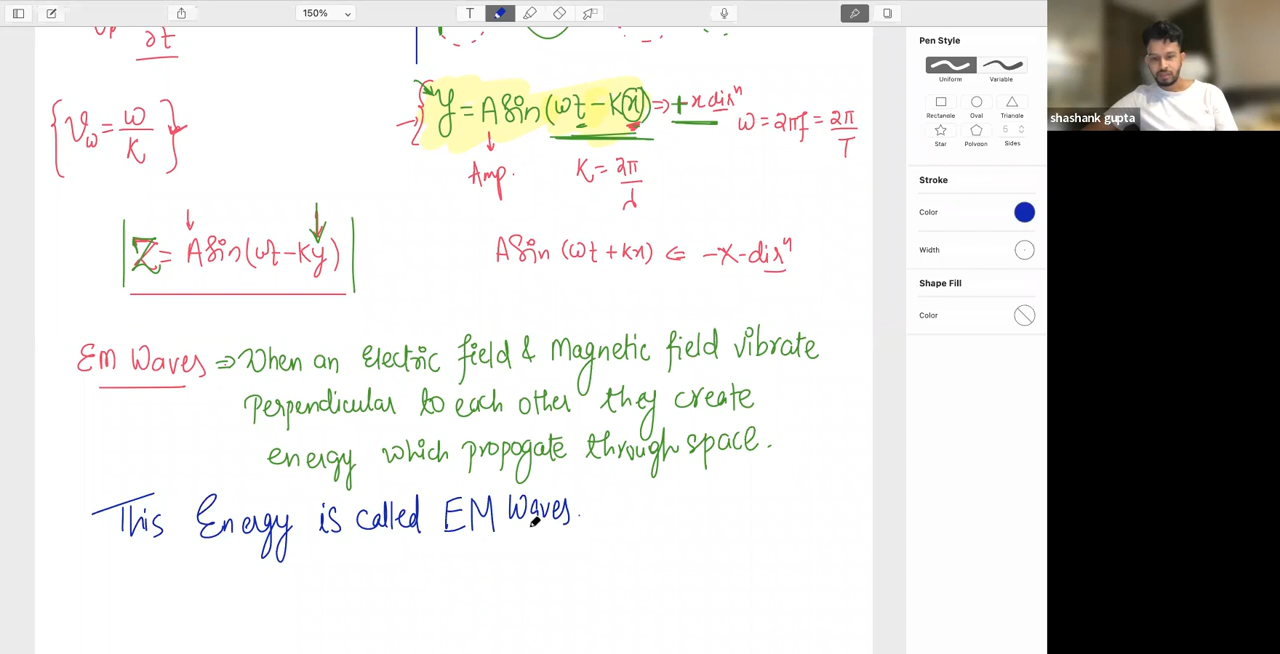 150%
T
Vp
∂t
Pen Style
Uniform
Variable
Rectangle
Oval
Triangle
Star
Polygon
5
Sides
Stroke
Color
Width
Shape Fill
Color
shashank gupta
{Vω = ω/K}
y = A sin(ωt - Kx) ⇒ + x dirⁿ
ω = 2πf = 2π/T
Amp.
K = 2π/λ
Z = A sin(ωt - Ky)
A sin (ωt + kx) ⇐ -x-dirⁿ
EM Waves ⇒ When an Electric field & Magnetic field vibrate
Perpendicular to each other they create
energy which propogate through space.
This Energy is called EM Waves.